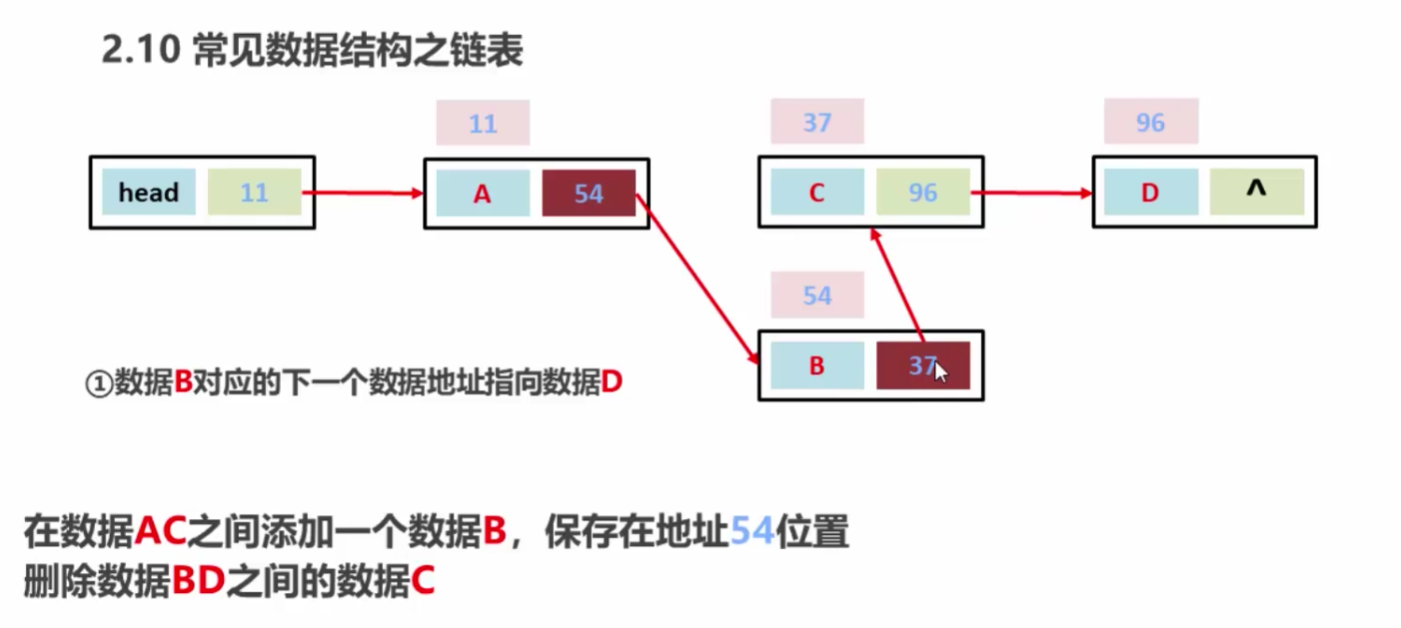 2.10 常见数据结构之链表
11 37 96
head 11 A 54 C 96 D ^
54
B 37
①数据B对应的下一个数据地址指向数据D
在数据AC之间添加一个数据B，保存在地址54位置
删除数据BD之间的数据C